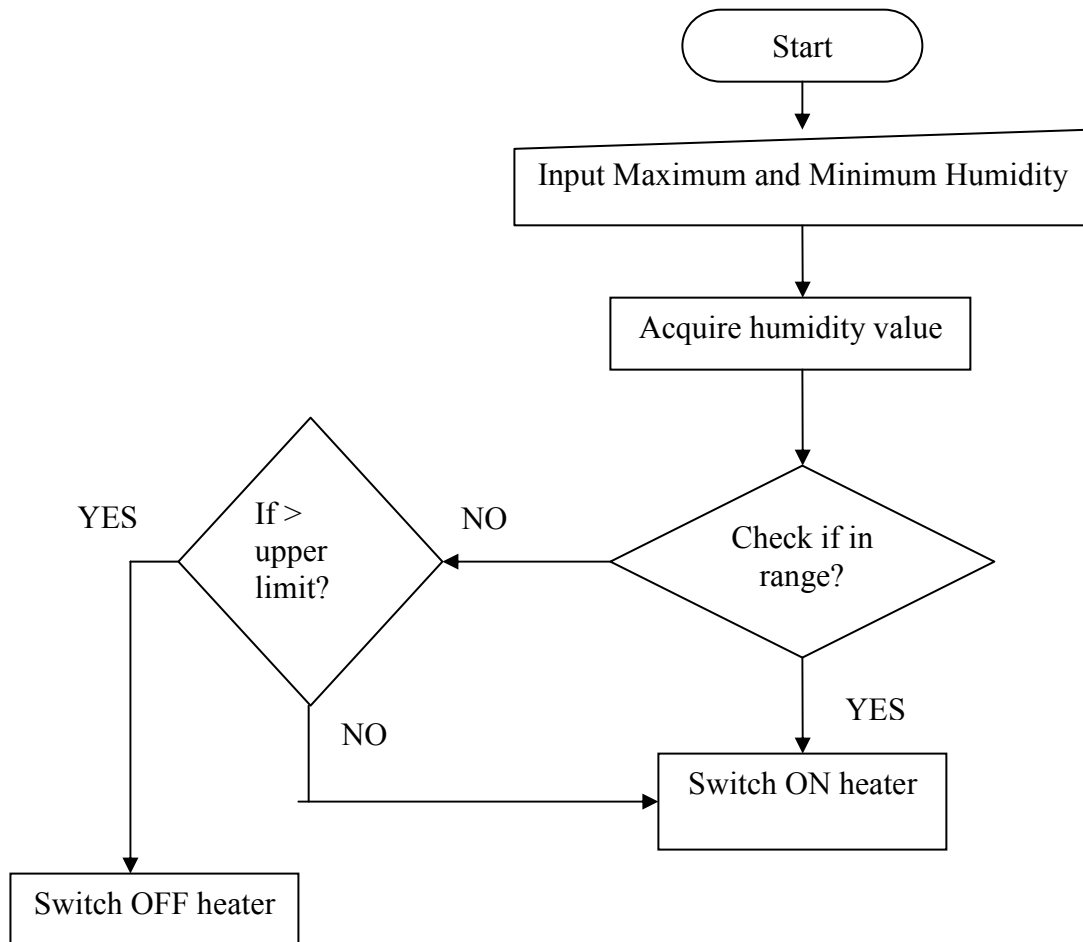 Start
Input Maximum and Minimum Humidity
Acquire humidity value
Check if in
range?
NO
If >
upper
limit?
YES
NO
YES
Switch ON heater
Switch OFF heater